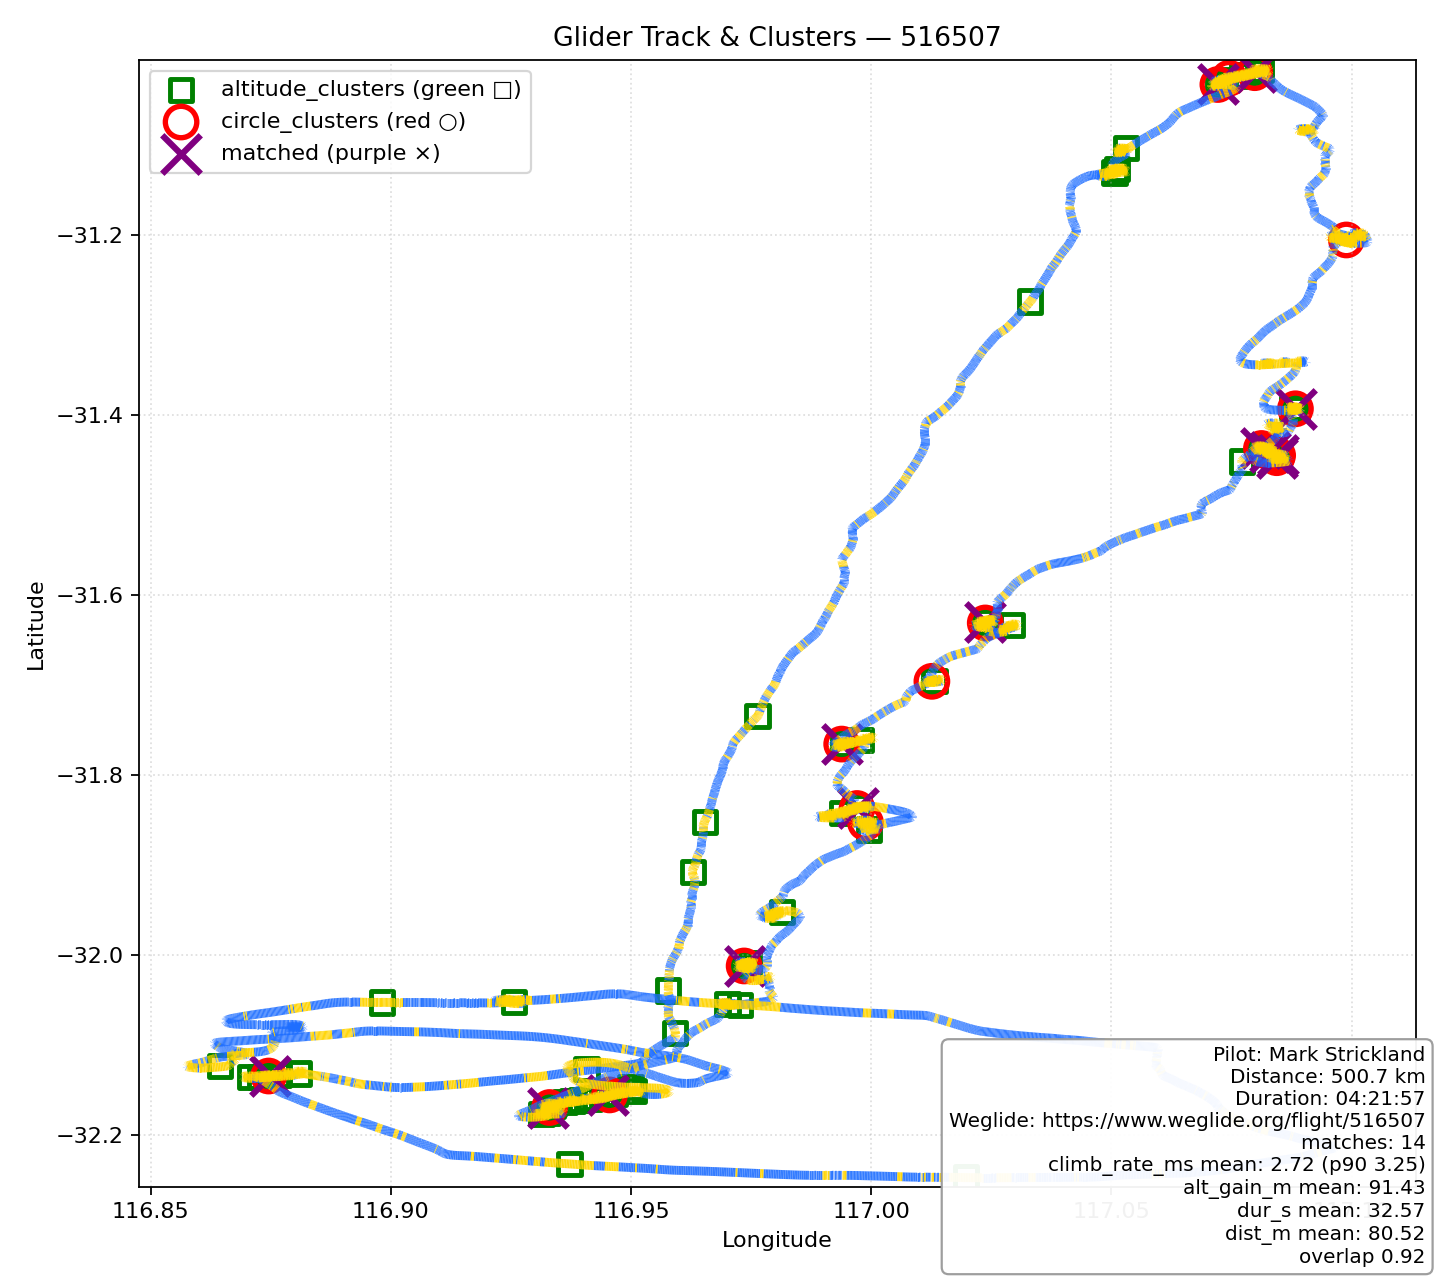 Glider Track & Clusters — 516507
altitude_clusters (green □)
circle_clusters (red ○)
matched (purple ×)
Latitude
−31.2
−31.4
−31.6
−31.8
−32.0
−32.2
116.85
116.90
116.95
117.00
117.05
Longitude
Pilot: Mark Strickland
Distance: 500.7 km
Duration: 04:21:57
Weglide: https://www.weglide.org/flight/516507
matches: 14
climb_rate_ms mean: 2.72 (p90 3.25)
alt_gain_m mean: 91.43
dur_s mean: 32.57
dist_m mean: 80.52
overlap 0.92